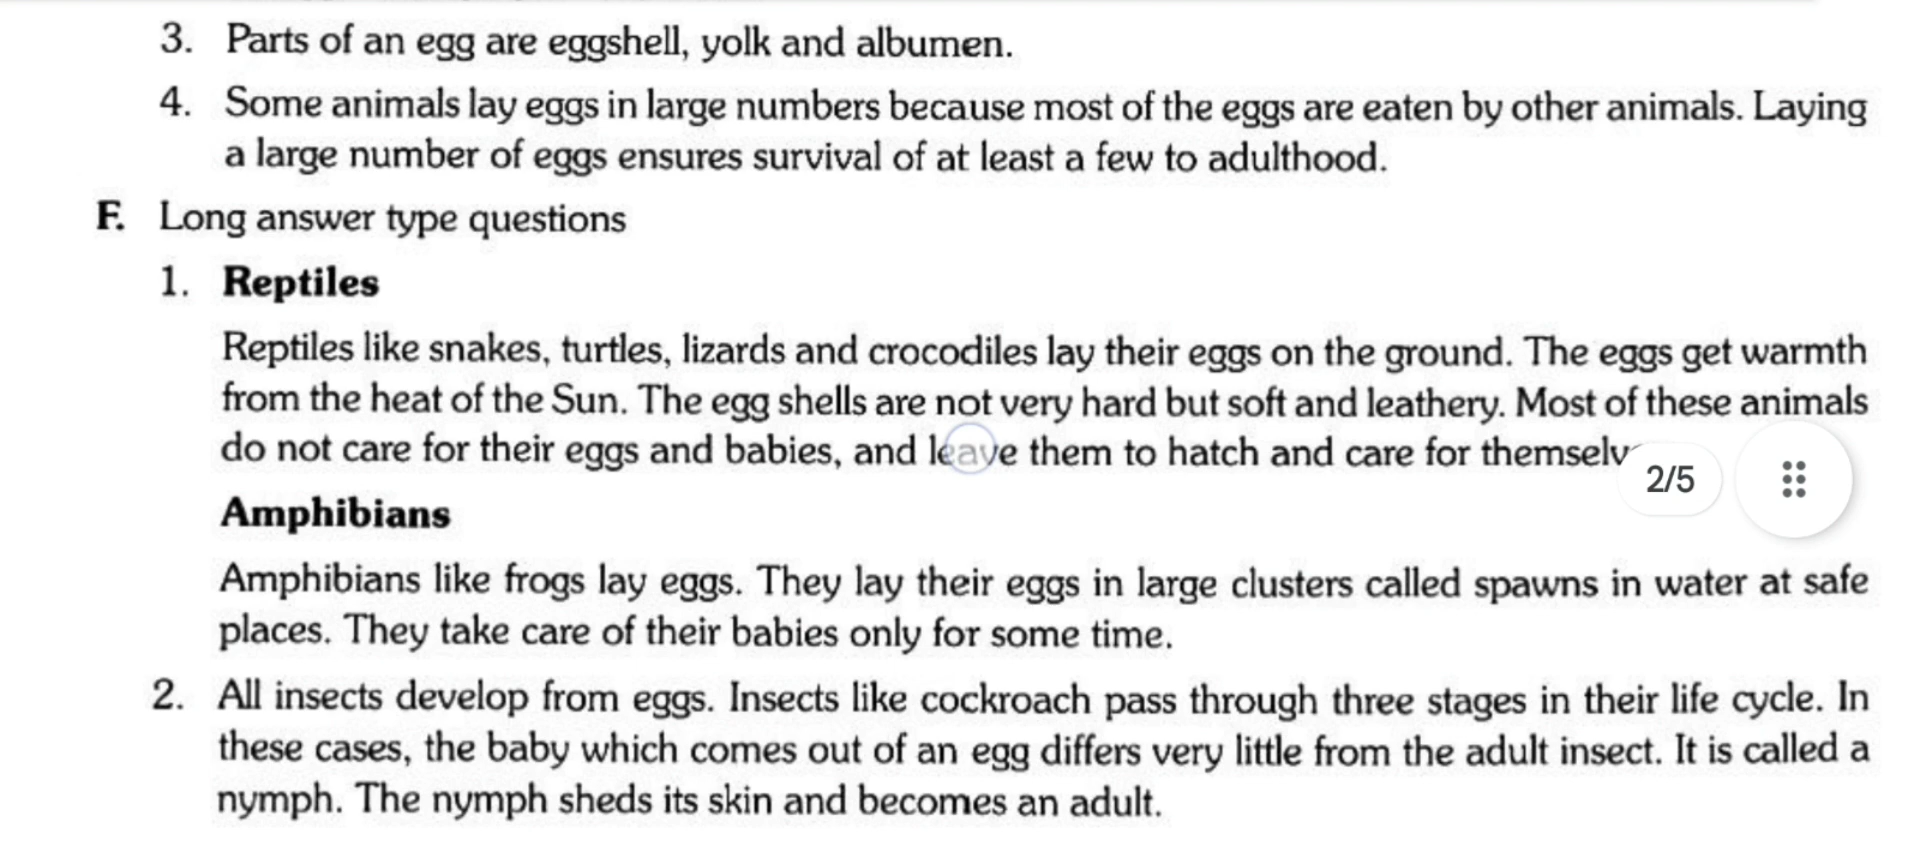 3. Parts of an egg are eggshell, yolk and albumen.
4. Some animals lay eggs in large numbers because most of the eggs are eaten by other animals. Laying
a large number of eggs ensures survival of at least a few to adulthood.
F. Long answer type questions
1. Reptiles
Reptiles like snakes, turtles, lizards and crocodiles lay their eggs on the ground. The eggs get warmth
from the heat of the Sun. The egg shells are not very hard but soft and leathery. Most of these animals
do not care for their eggs and babies, and leave them to hatch and care for
2/5
Amphibians
Amphibians like frogs lay eggs. They lay their eggs in large clusters called spawns in water at safe
places. They take care of their babies only for some time.
2. All insects develop from eggs. Insects like cockroach pass through three stages in their life cycle. In
these cases, the baby which comes out of an egg differs very little from the adult insect. It is called a
nymph. The nymph sheds its skin and becomes an adult.